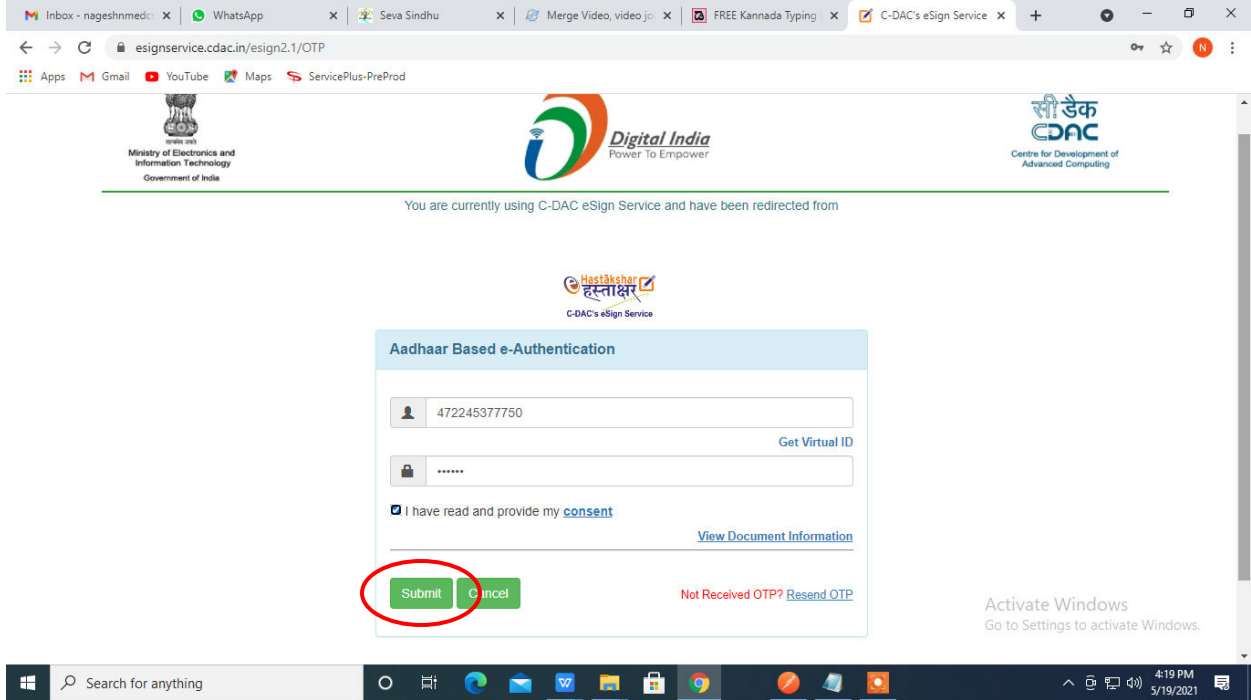 Inbox - nageshnmedc
WhatsApp
Seva Sindhu
Merge Video, video jo
FREE Kannada Typing
C-DAC's eSign Service
esignservice.cdac.in/esign2.1/OTP
N
Apps
Gmail
YouTube
Maps
ServicePlus-PreProd
सत्यमेव जयते
Ministry of Electronics and
Information Technology
Government of India
Digital India
Power To Empower
सी डैक
CDAC
Centre for Development of
Advanced Computing
You are currently using C-DAC eSign Service and have been redirected from
Hastākshar
हस्ताक्षर
C-DAC's eSign Service
Aadhaar Based e-Authentication
472245377750
Get Virtual ID
••••••
I have read and provide my consent
View Document Information
Submit
Cancel
Not Received OTP? Resend OTP
Activate Windows
Go to Settings to activate Windows.
Search for anything
4:19 PM
5/19/2021